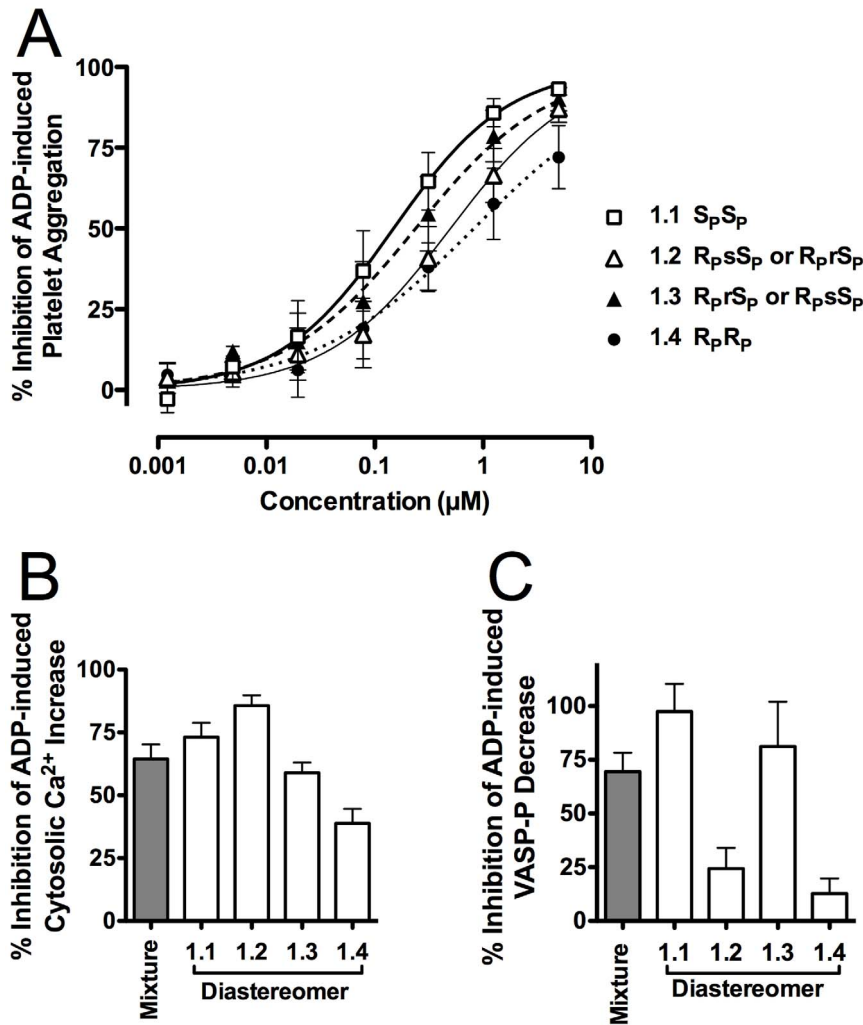 A
% Inhibition of ADP-induced
Platelet Aggregation
100
75
50
25
0
0.001 0.01 0.1 1 10
Concentration (µM)
1.1 SPSP
1.2 RPsSP or RPrSP
1.3 RPrSP or RPsSP
1.4 RPRP
B
% Inhibition of ADP-induced
Cytosolic Ca2+ Increase
100
75
50
25
0
Mixture 1.1 1.2 1.3 1.4
Diastereomer
C
% Inhibition of ADP-induced
VASP-P Decrease
100
75
50
25
0
Mixture 1.1 1.2 1.3 1.4
Diastereomer